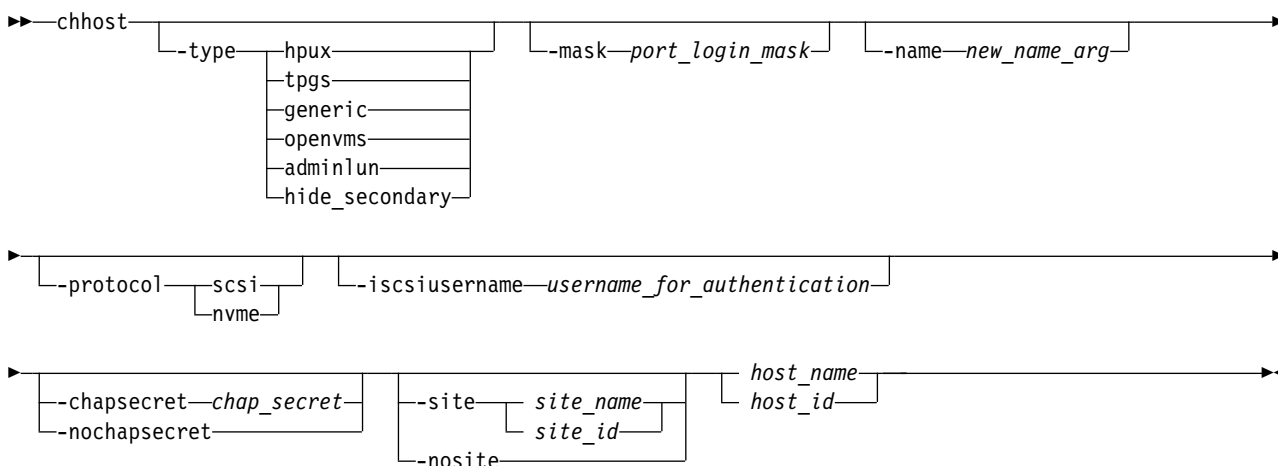 chhost -type hpux -mask port_login_mask -name new_name_arg
tpgs
generic
openvms
adminlun
hide_secondary
-protocol scsi -iscsiusername username_for_authentication
nvme
-chapsecret chap_secret -site site_name host_name
-nochapsecret site_id host_id
-nosite